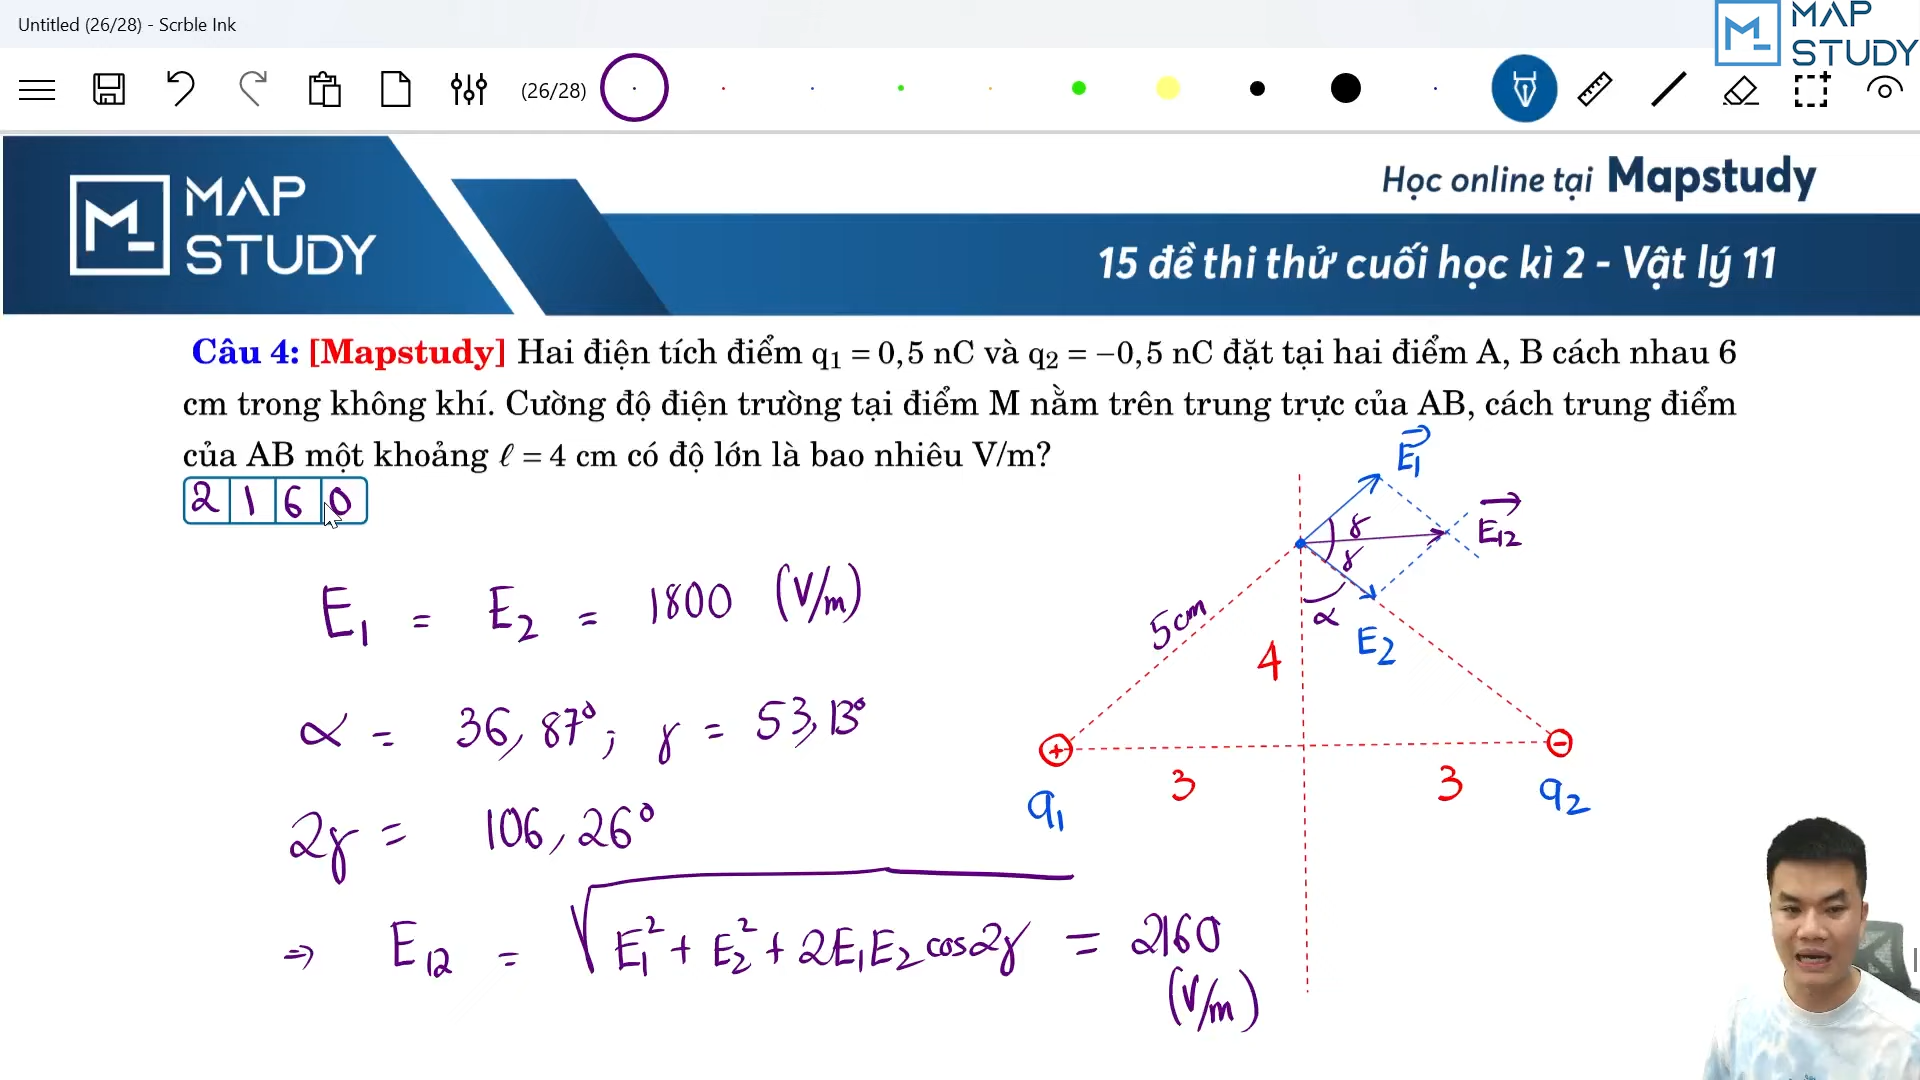 Untitled (26/28) - Scrble Ink
MAP
STUDY
(26/28)
MAP
STUDY
Học online tại Mapstudy
15 đề thi thử cuối học kì 2 - Vật lý 11
Câu 4: [Mapstudy] Hai điện tích điểm q₁ = 0,5 nC và q₂ = −0,5 nC đặt tại hai điểm A, B cách nhau 6
cm trong không khí. Cường độ điện trường tại điểm M nằm trên trung trực của AB, cách trung điểm
của AB một khoảng ℓ = 4 cm có độ lớn là bao nhiêu V/m?
2 1 6 0
E₁ = E₂ = 1800 (V/m)
α = 36,87°; γ = 53,13°
2γ = 106,26°
⇒ E₁₂ = √(E₁² + E₂² + 2E₁E₂ cos2γ) = 2160
(V/m)
E₁
γ
γ
E₁₂
α
E₂
5cm
4
+
−
3
3
q₁
q₂